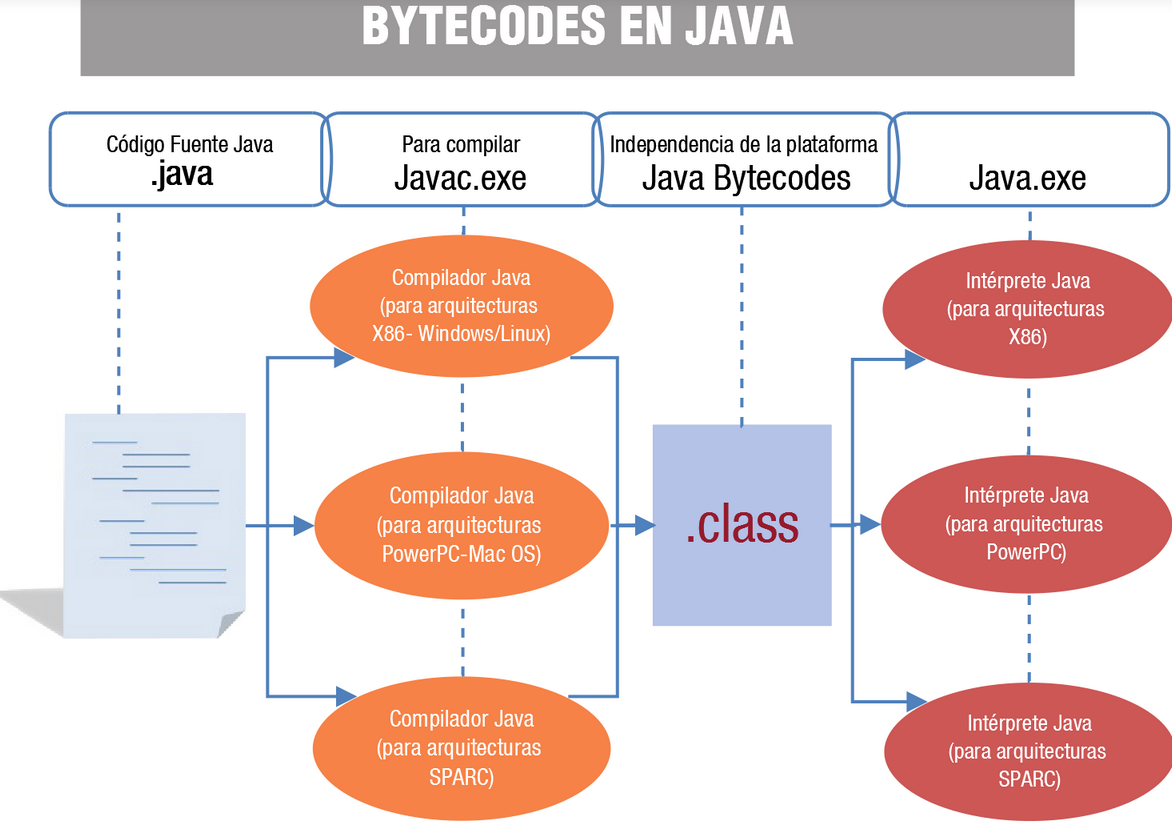 BYTECODES EN JAVA
Código Fuente Java
.java
Para compilar
Javac.exe
Independencia de la plataforma
Java Bytecodes
Java.exe
Compilador Java
(para arquitecturas
X86- Windows/Linux)
Compilador Java
(para arquitecturas
PowerPC-Mac OS)
Compilador Java
(para arquitecturas
SPARC)
.class
Intérprete Java
(para arquitecturas
X86)
Intérprete Java
(para arquitecturas
PowerPC)
Intérprete Java
(para arquitecturas
SPARC)